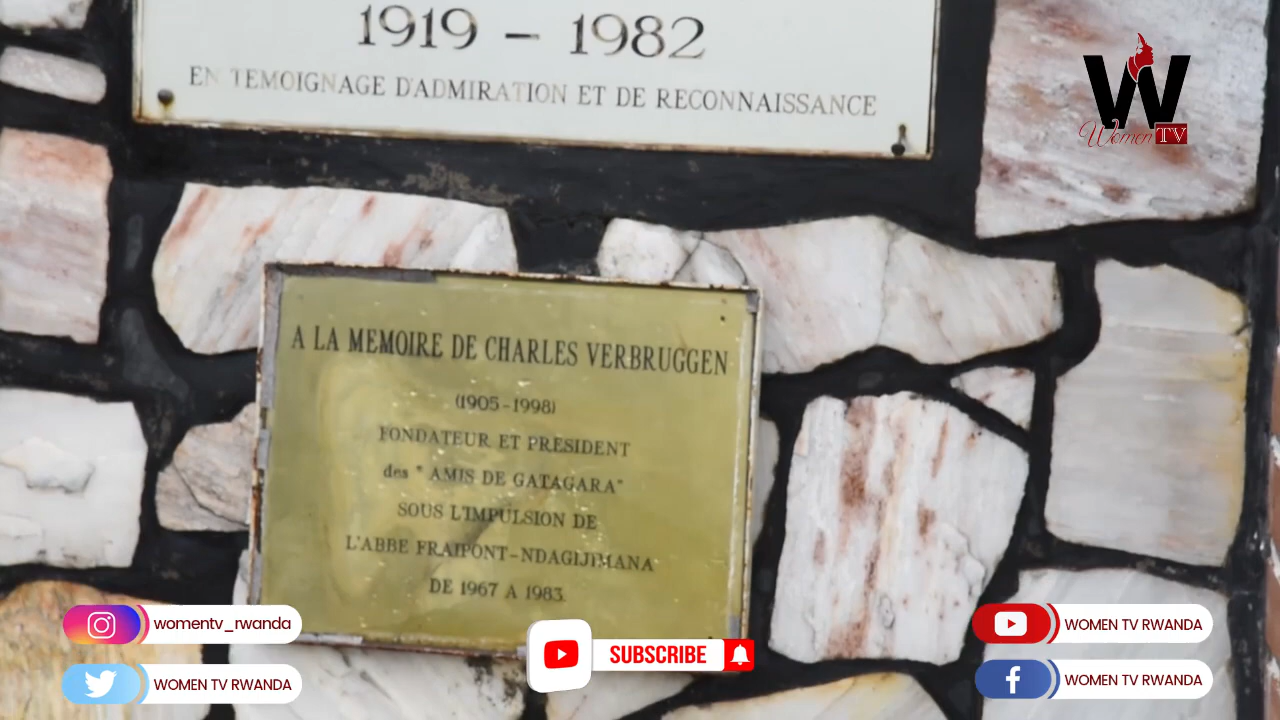 1919 – 1982
EN TEMOIGNAGE D'ADMIRATION ET DE RECONNAISSANCE
W
Women TV
A LA MEMOIRE DE CHARLES VERBRUGGEN
(1905-1998)
FONDATEUR ET PRESIDENT
des " AMIS DE GATAGARA"
SOUS L'IMPULSION DE
L'ABBE FRAIPONT-NDAGIJIMANA
DE 1967 A 1983.
womentv_rwanda
WOMEN TV RWANDA
SUBSCRIBE
WOMEN TV RWANDA
WOMEN TV RWANDA